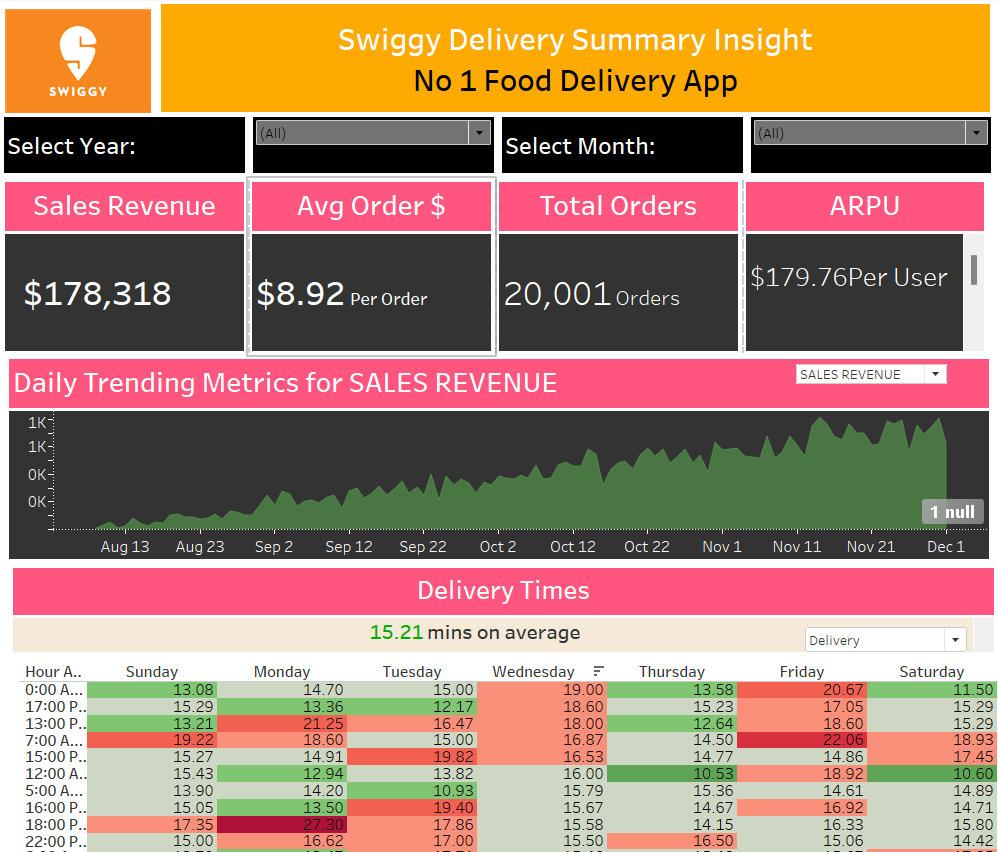 SWIGGY
Swiggy Delivery Summary Insight
No 1 Food Delivery App
Select Year:
(All)
Select Month:
(All)
Sales Revenue
Avg Order $
Total Orders
ARPU
$178,318
$8.92 Per Order
20,001 Orders
$179.76Per User
Daily Trending Metrics for SALES REVENUE
SALES REVENUE
1K
1K
0K
0K
1 null
Aug 13 Aug 23 Sep 2 Sep 12 Sep 22 Oct 2 Oct 12 Oct 22 Nov 1 Nov 11 Nov 21 Dec 1
Delivery Times
15.21 mins on average
Delivery
Hour A.. Sunday Monday Tuesday Wednesday Thursday Friday Saturday
0:00 A... 13.08 14.70 15.00 19.00 13.58 20.67 11.50
17:00 P.. 15.29 13.36 12.17 18.60 15.23 17.05 15.29
13:00 P.. 13.21 21.25 16.47 18.00 12.64 18.60 15.29
7:00 A... 19.22 18.60 15.00 16.87 14.50 22.06 18.93
15:00 P.. 15.27 14.91 19.82 16.53 14.77 14.86 17.45
12:00 A.. 15.43 12.94 13.82 16.00 10.53 18.92 10.60
5:00 A... 13.90 14.20 10.93 15.79 15.36 14.61 14.89
16:00 P.. 15.05 13.50 19.40 15.67 14.67 16.92 14.71
18:00 P.. 17.35 27.30 17.86 15.58 14.15 16.33 15.80
22:00 P.. 15.00 16.62 17.00 15.50 16.50 15.06 14.42